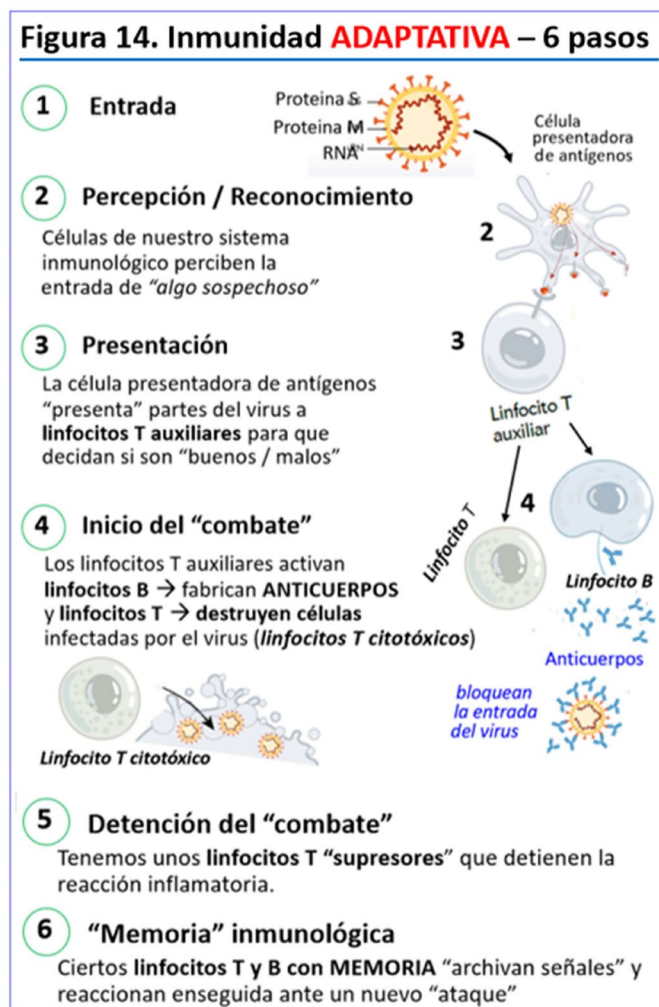 Figura 14. Inmunidad ADAPTATIVA – 6 pasos
1 Entrada
Proteina S
Proteina M
RNA
Célula
presentadora
de antígenos
2 Percepción / Reconocimiento
Células de nuestro sistema
inmunológico perciben la
entrada de “algo sospechoso”
2
3 Presentación
La célula presentadora de antígenos
“presenta” partes del virus a
linfocitos T auxiliares para que
decidan si son “buenos / malos”
3
Linfocito T
auxiliar
4 Inicio del “combate”
Los linfocitos T auxiliares activan
linfocitos B → fabrican ANTICUERPOS
y linfocitos T → destruyen células
infectadas por el virus (linfocitos T citotóxicos)
4
Linfocito T
Linfocito B
Anticuerpos
bloquean
la entrada
del virus
Linfocito T citotóxico
5 Detención del “combate”
Tenemos unos linfocitos T “supresores” que detienen la
reacción inflamatoria.
6 “Memoria” inmunológica
Ciertos linfocitos T y B con MEMORIA “archivan señales” y
reaccionan enseguida ante un nuevo “ataque”